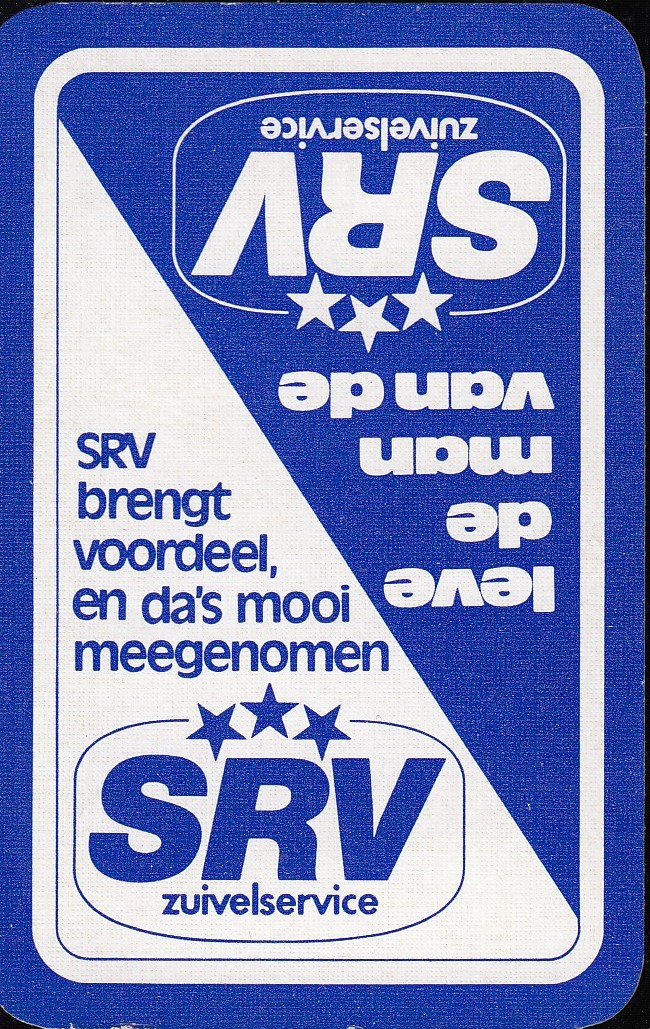 SRV
brengt
voordeel,
en da's mooi
meegenomen
SRV
zuivelservice
leve
de
man
van de
SRV
zuivelservice